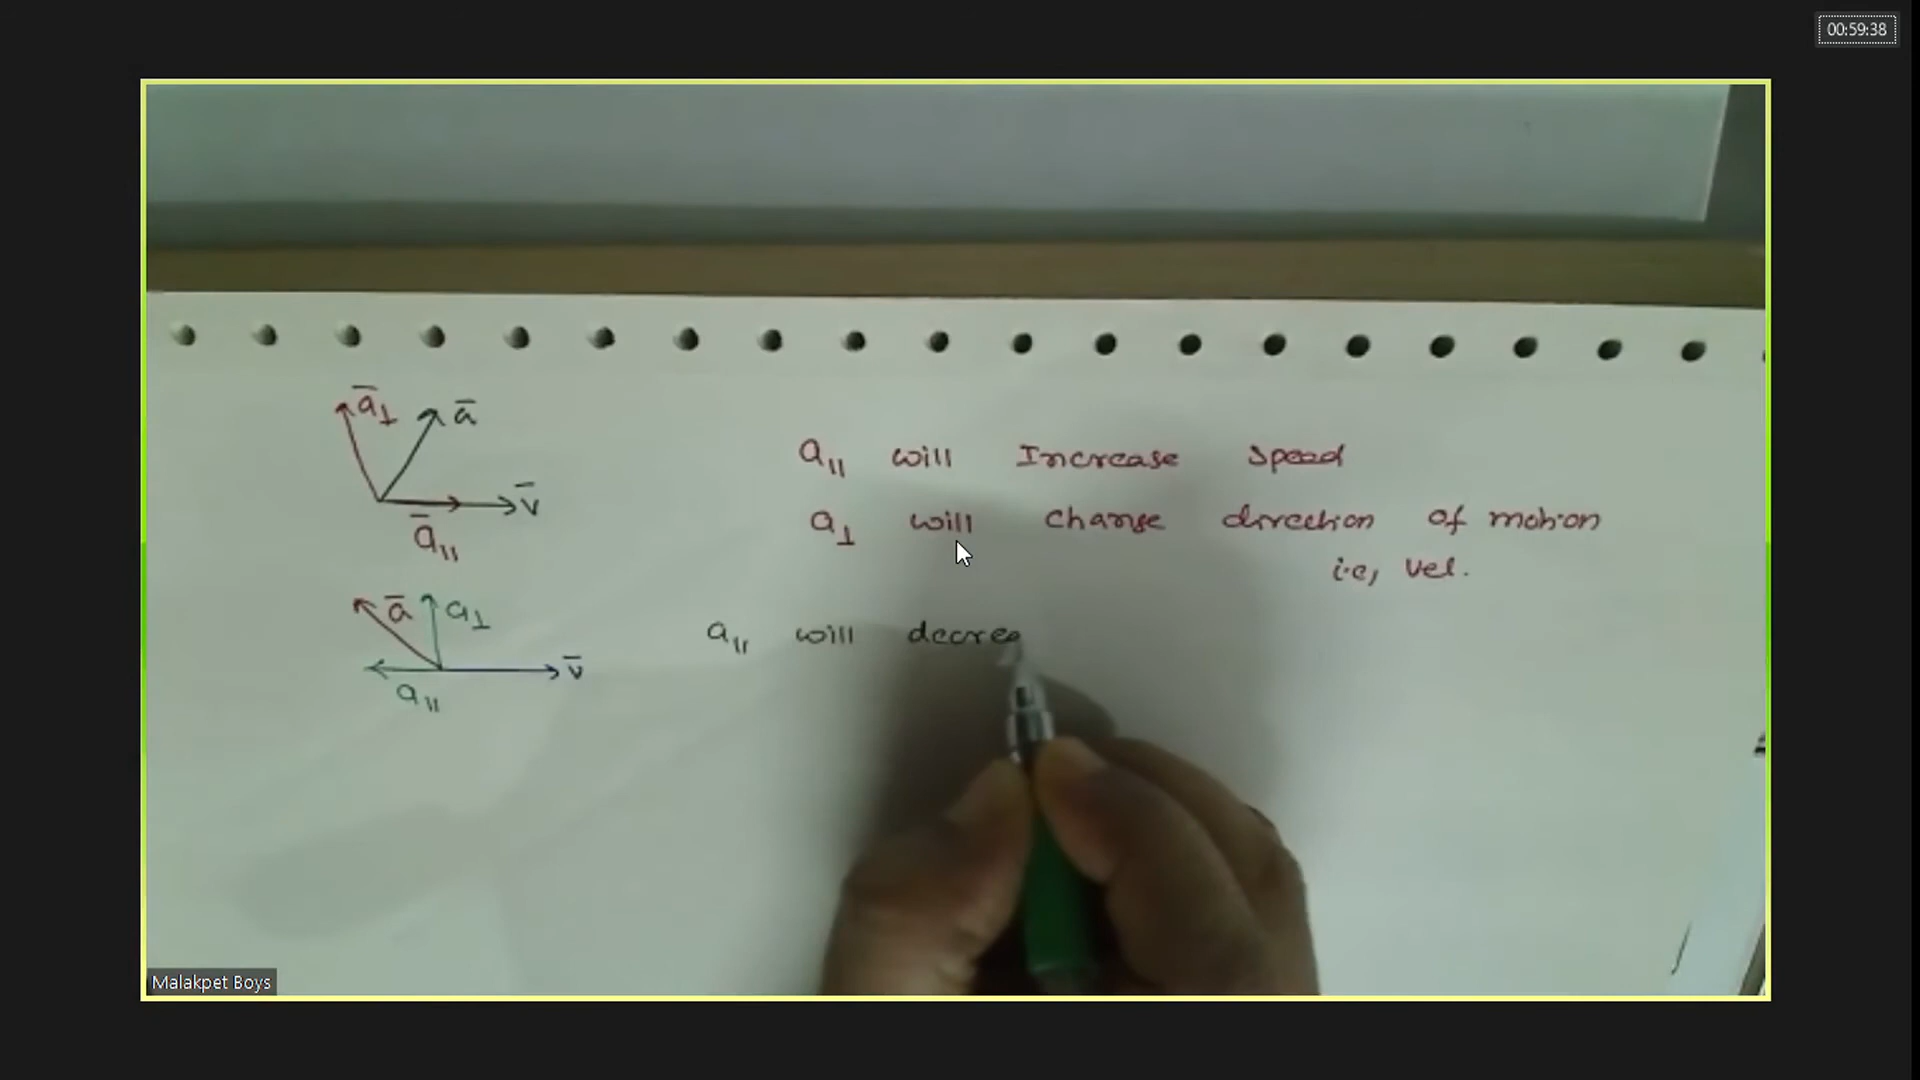 00:59:38
a̅⊥ a̅
v̅
a̅||
a|| will Increase speed
a⊥ will change direction of motion
i.e, vel.
a̅ a⊥
v̅
a||
a|| will decrea
Malakpet Boys